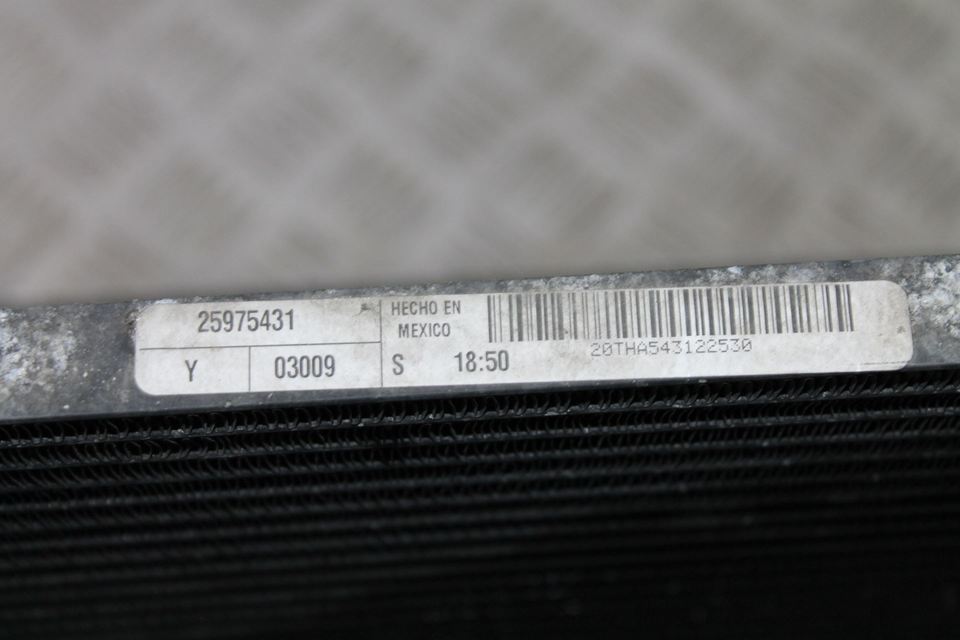 25975431
Y 03009
HECHO EN
MEXICO
S 18:50
20THA543122530